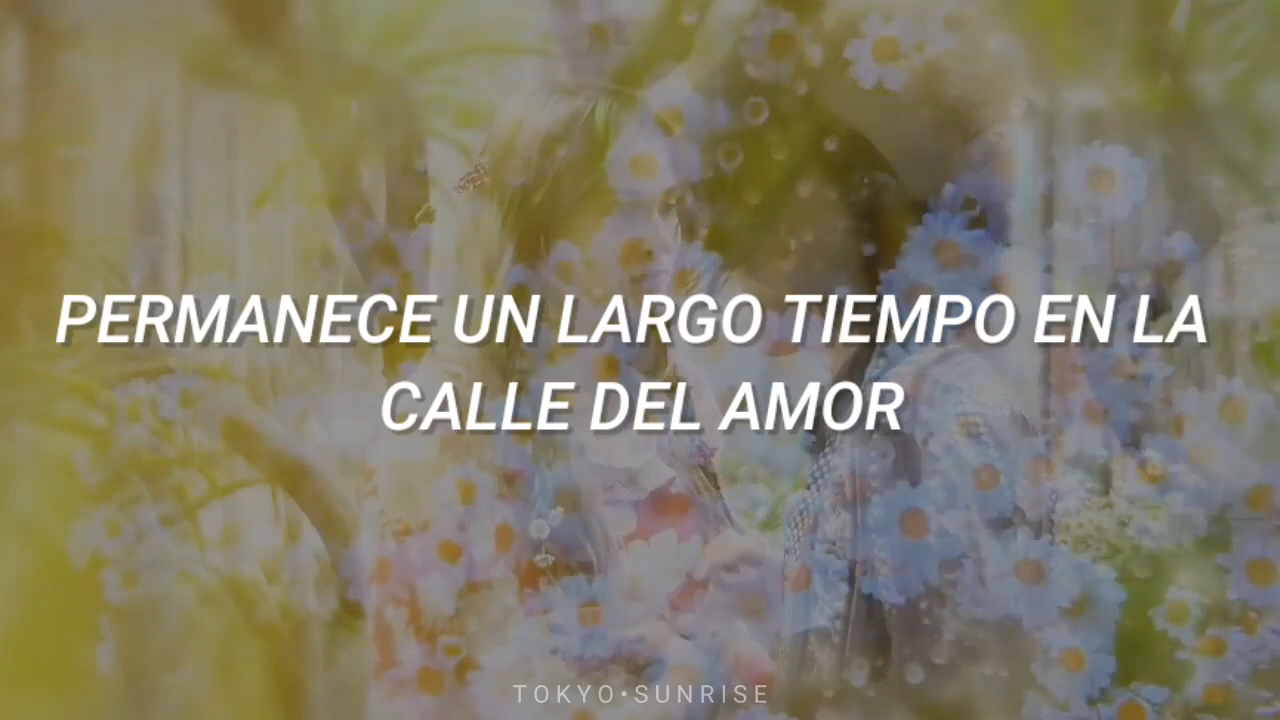 PERMANECE UN LARGO TIEMPO EN LA
CALLE DEL AMOR
TOKYO•SUNRISE